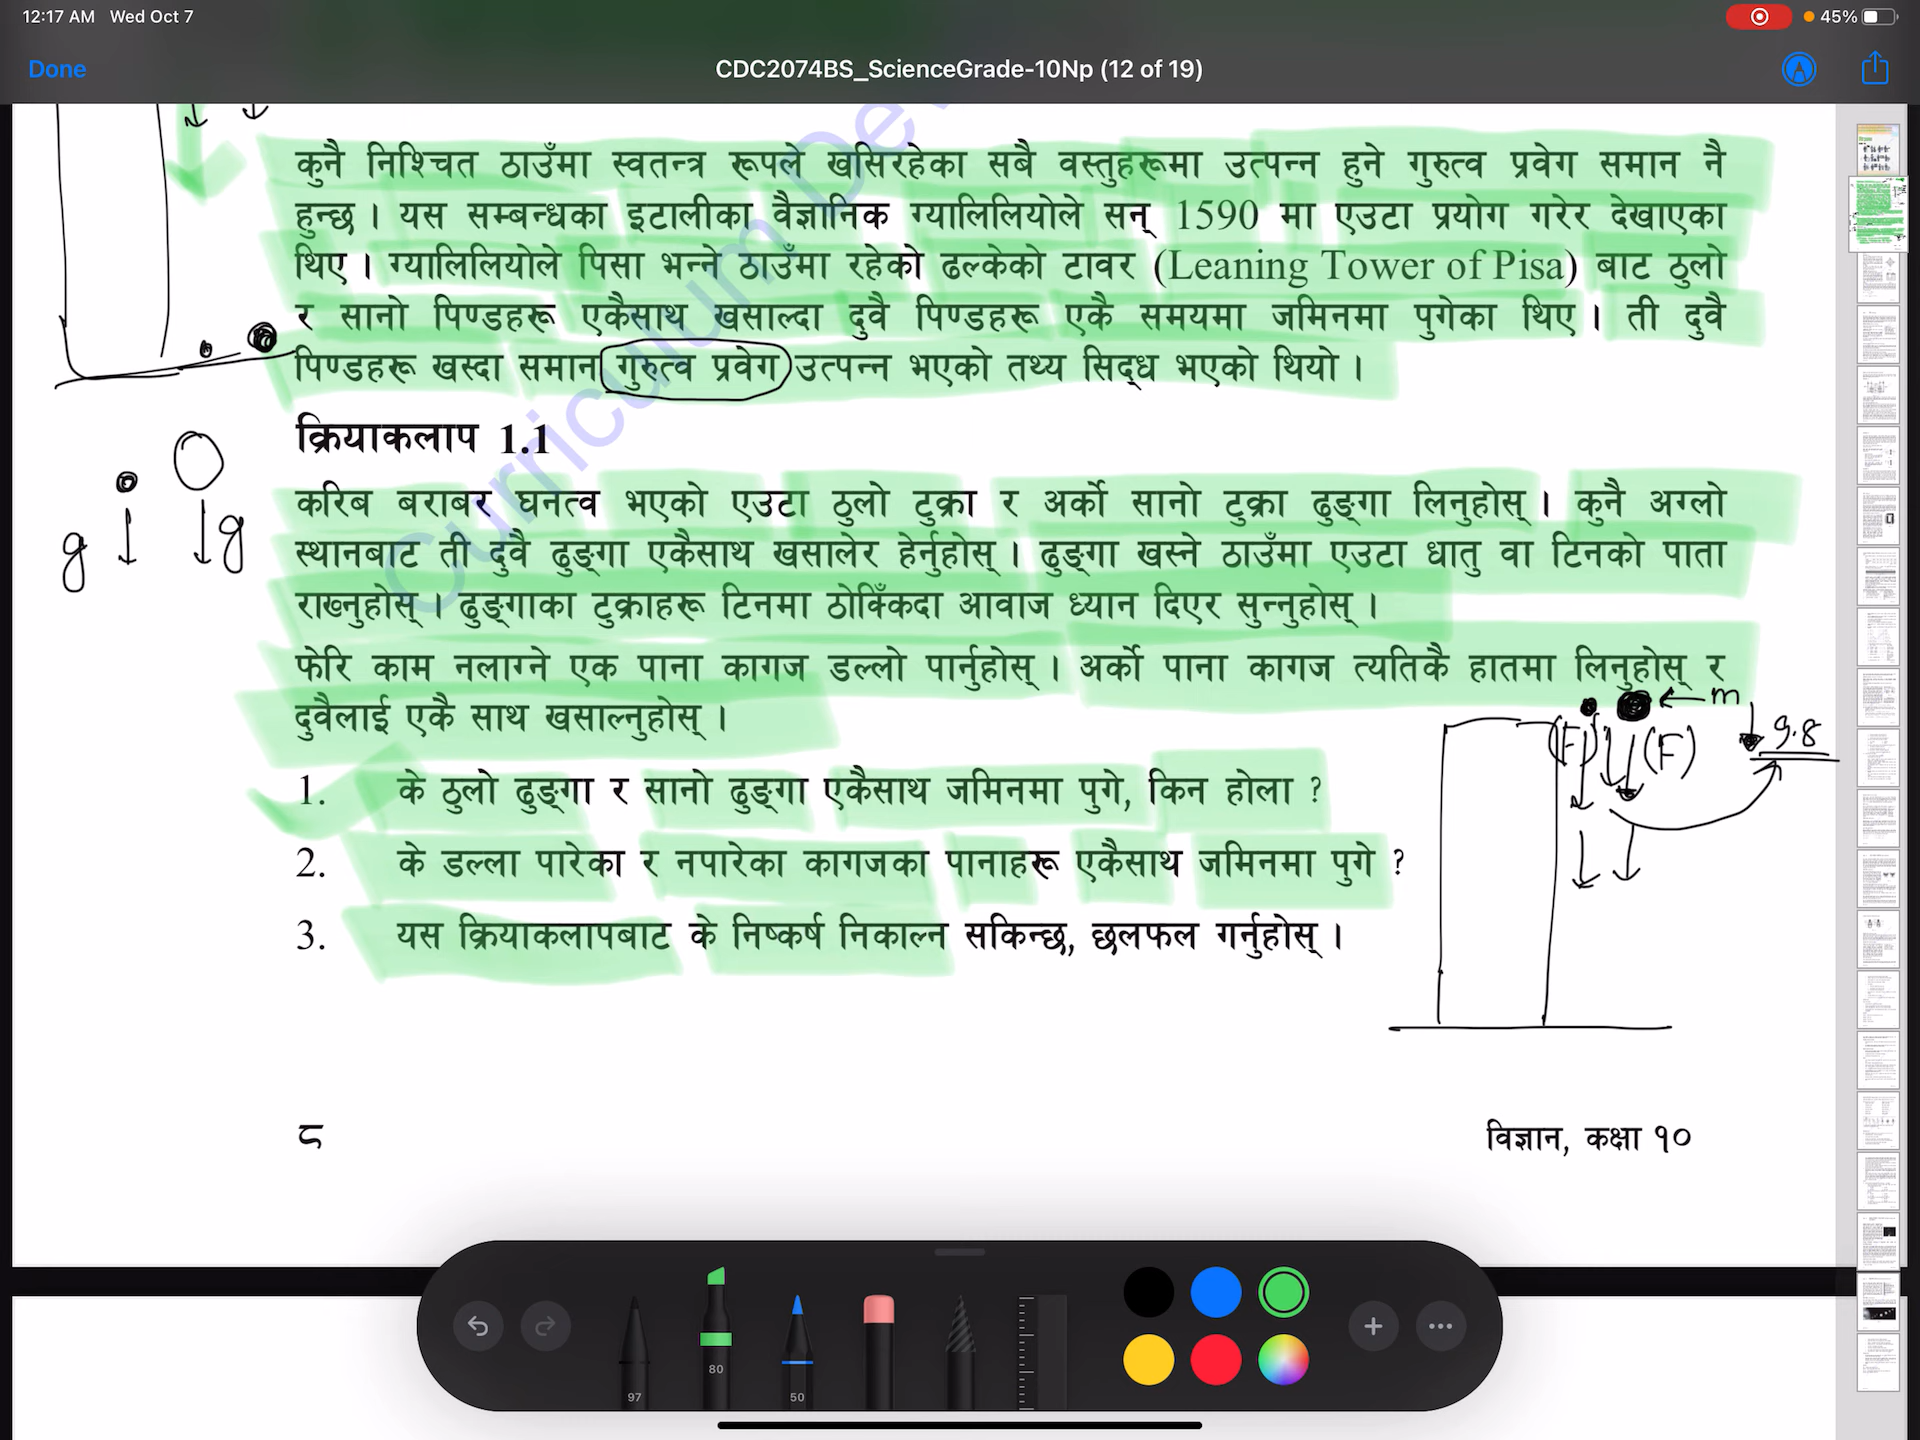 12:17 AM Wed Oct 7
45%
Done
CDC2074BS_ScienceGrade-10Np (12 of 19)
कुनै निश्चित ठाउँमा स्वतन्त्र रूपले खसिरहेका सबै वस्तुहरूमा उत्पन्न हुने गुरुत्व प्रवेग समान नै
हुन्छ । यस सम्बन्धका इटालीका वैज्ञानिक ग्यालिलियोले सन् 1590 मा एउटा प्रयोग गरेर देखाएका
थिए । ग्यालिलियोले पिसा भन्ने ठाउँमा रहेको ढल्केको टावर (Leaning Tower of Pisa) बाट ठुलो
र सानो पिण्डहरू एकैसाथ खसाल्दा दुवै पिण्डहरू एकै समयमा जमिनमा पुगेका थिए । ती दुवै
पिण्डहरू खस्दा समान गुरुत्व प्रवेग उत्पन्न भएको तथ्य सिद्ध भएको थियो ।
क्रियाकलाप 1.1
करिब बराबर घनत्व भएको एउटा ठुलो टुक्रा र अर्को सानो टुक्रा ढुङ्गा लिनुहोस् । कुनै अग्लो
स्थानबाट ती दुवै ढुङ्गा एकैसाथ खसालेर हेर्नुहोस् । ढुङ्गा खस्ने ठाउँमा एउटा धातु वा टिनको पाता
राख्नुहोस् । ढुङ्गाका टुक्राहरू टिनमा ठोक्किँदा आवाज ध्यान दिएर सुन्नुहोस् ।
g g
फेरि काम नलाग्ने एक पाना कागज डल्लो पार्नुहोस् । अर्को पाना कागज त्यतिकै हातमा लिनुहोस् र
दुवैलाई एकै साथ खसाल्नुहोस् ।
m
(F) (F) 9.8
1. के ठुलो ढुङ्गा र सानो ढुङ्गा एकैसाथ जमिनमा पुगे, किन होला ?
2. के डल्ला पारेका र नपारेका कागजका पानाहरू एकैसाथ जमिनमा पुगे ?
3. यस क्रियाकलापबाट के निष्कर्ष निकाल्न सकिन्छ, छलफल गर्नुहोस् ।
८
विज्ञान, कक्षा १०
Curriculum De
97
80
50